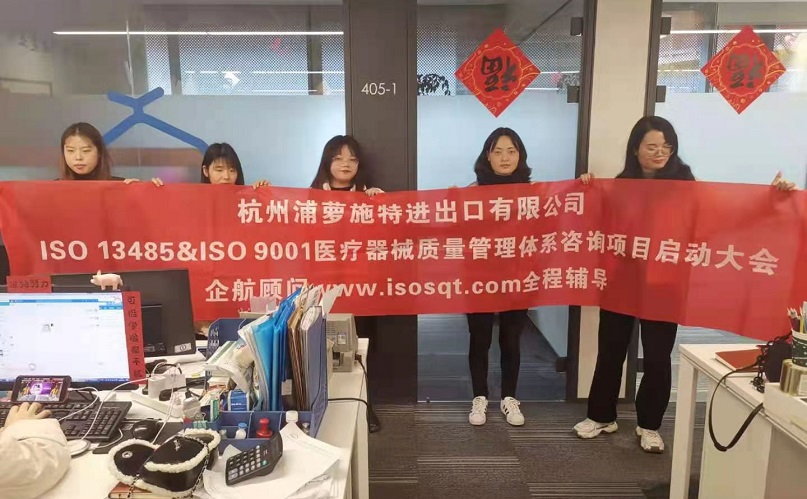 405-1
福
福
杭州浦萝施特进出口有限公司
ISO 13485&ISO 9001医疗器械质量管理体系咨询项目启动大会
企航顾问www.isosqt.com全程辅导